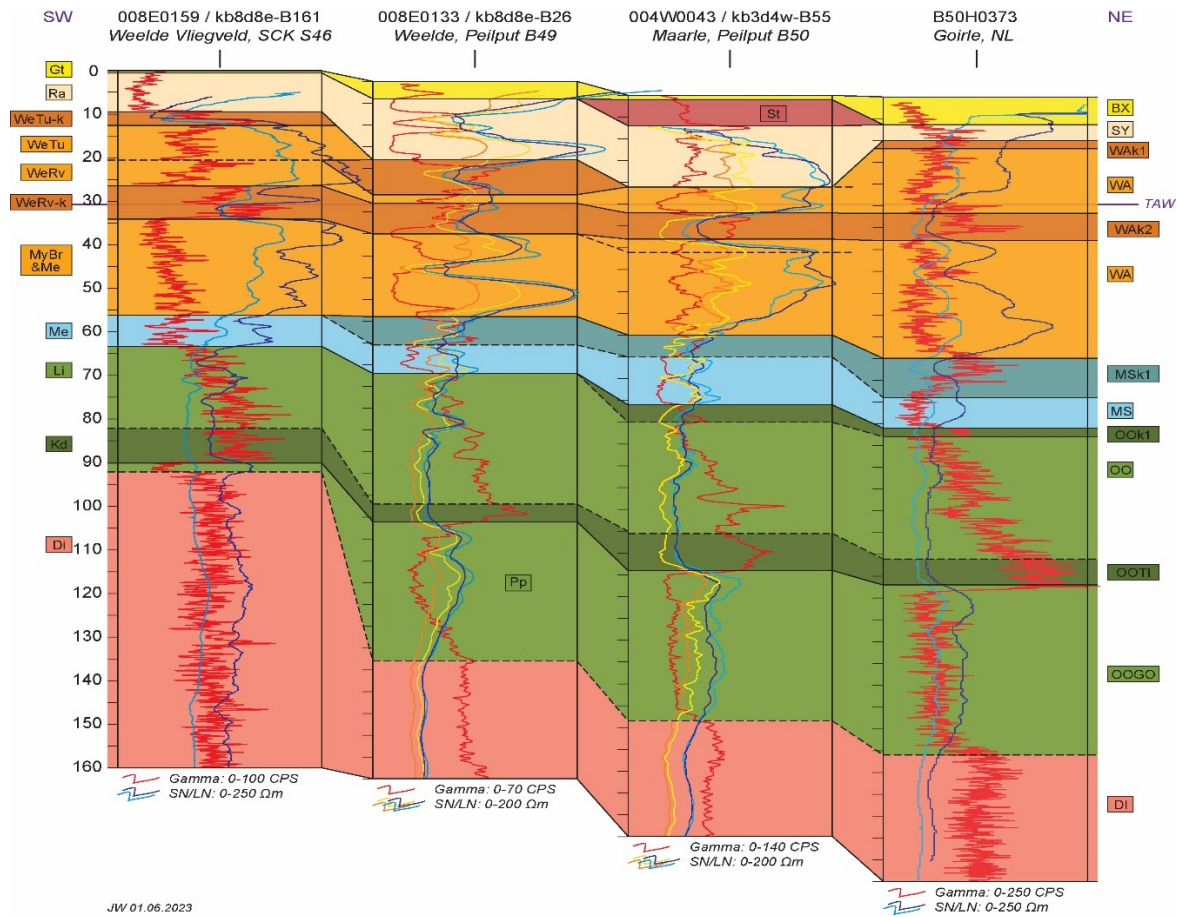 SW
008E0159 / kb8d8e-B161
Weelde Vliegveld, SCK S46
008E0133 / kb8d8e-B26
Weelde, Peilput B49
004W0043 / kb3d4w-B55
Maarle, Peilput B50
B50H0373
Goirle, NL
NE
Gt
Ra
WeTu-k
WeTu
WeRv
WeRv-k
MyBr
&Me
Me
Li
Kd
Di
0
10
20
30
40
50
60
70
80
90
100
110
120
130
140
150
160
St
Pp
BX
SY
WAk1
WA
TAW
WAk2
WA
MSk1
MS
OOk1
OO
OOTI
OOGO
DI
Gamma: 0-100 CPS
SN/LN: 0-250 Ωm
Gamma: 0-70 CPS
SN/LN: 0-200 Ωm
Gamma: 0-140 CPS
SN/LN: 0-200 Ωm
Gamma: 0-250 CPS
SN/LN: 0-250 Ωm
JW 01.06.2023